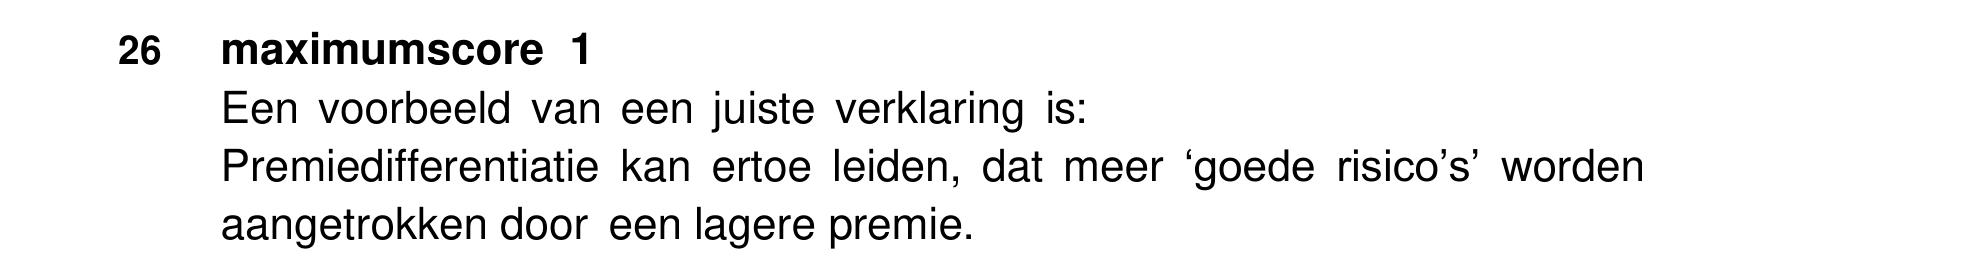 26 maximumscore 1
Een voorbeeld van een juiste verklaring is:
Premiedifferentiatie kan ertoe leiden, dat meer ‘goede risico’s’ worden
aangetrokken door een lagere premie.